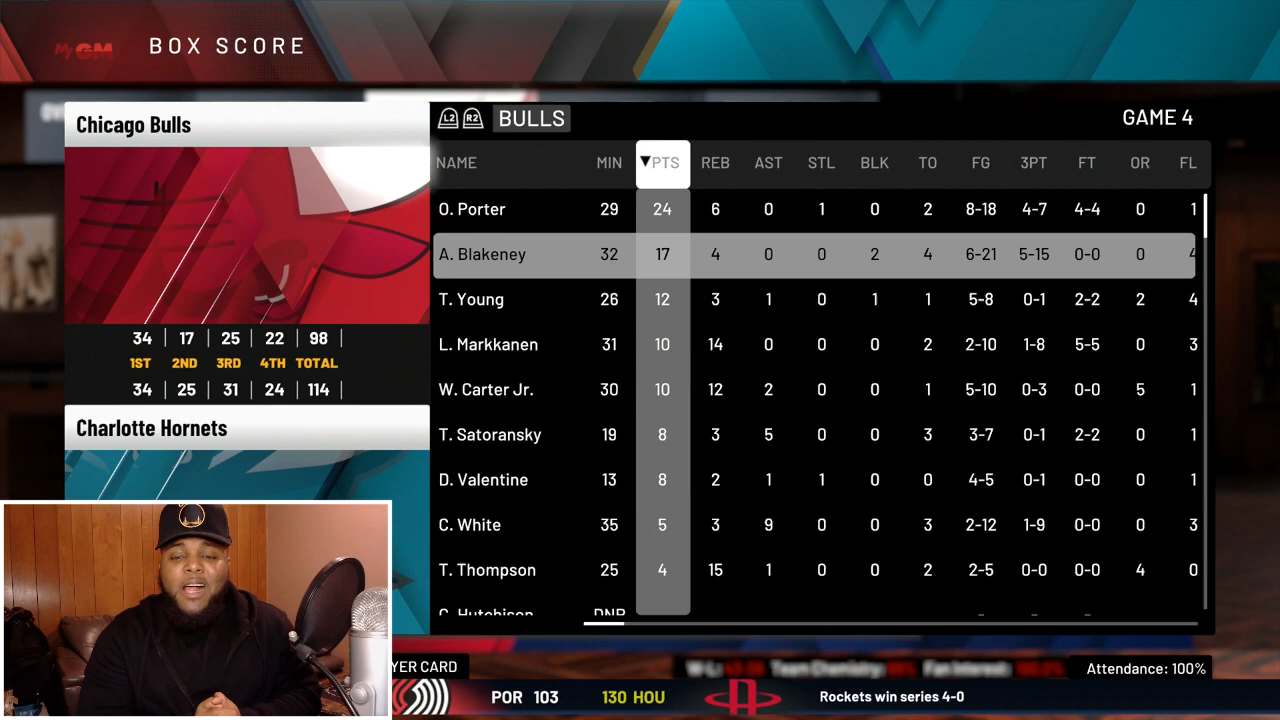 MyGM BOX SCORE
Chicago Bulls
34 17 25 22 98
1ST 2ND 3RD 4TH TOTAL
34 25 31 24 114
Charlotte Hornets
L2 R2 BULLS GAME 4
NAME MIN ▼PTS REB AST STL BLK TO FG 3PT FT OR FL
O. Porter 29 24 6 0 1 0 2 8-18 4-7 4-4 0 1
A. Blakeney 32 17 4 0 0 2 4 6-21 5-15 0-0 0 4
T. Young 26 12 3 1 0 1 1 5-8 0-1 2-2 2 4
L. Markkanen 31 10 14 0 0 0 2 2-10 1-8 5-5 0 3
W. Carter Jr. 30 10 12 2 0 0 1 5-10 0-3 0-0 5 1
T. Satoransky 19 8 3 5 0 0 3 3-7 0-1 2-2 0 1
D. Valentine 13 8 2 1 1 0 0 4-5 0-1 0-0 0 1
C. White 35 5 3 9 0 0 3 2-12 1-9 0-0 0 3
T. Thompson 25 4 15 1 0 0 2 2-5 0-0 0-0 4 0
C. Hutchison DNP - - -
YER CARD
W-L: Team Chemistry: Fan Interest: Attendance: 100%
POR 103 130 HOU Rockets win series 4-0